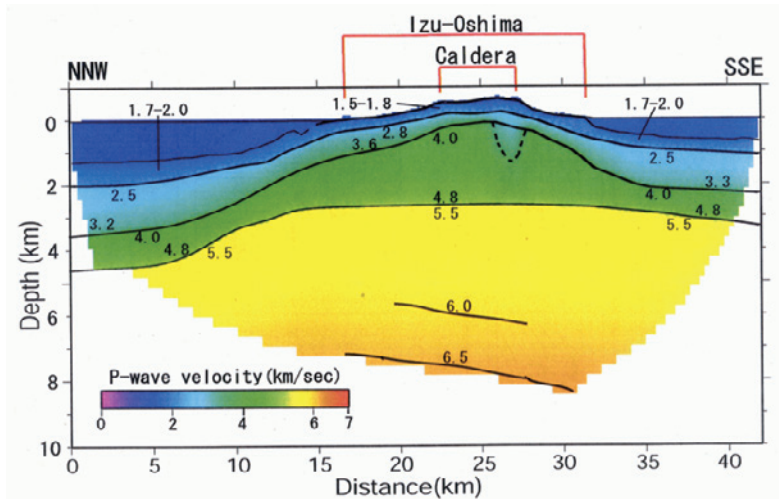 Izu-Oshima
Caldera
NNW
SSE
1.7-2.0
1.5-1.8
1.7-2.0
0
2
4
6
8
10
Depth(km)
2.5
3.2
4.0
4.8
5.5
3.6
2.8
4.0
4.8
5.5
2.5
3.3
4.0
4.8
5.5
6.0
6.5
P-wave velocity(km/sec)
0 2 4 6 7
0 5 10 15 20 25 30 35 40
Distance(km)